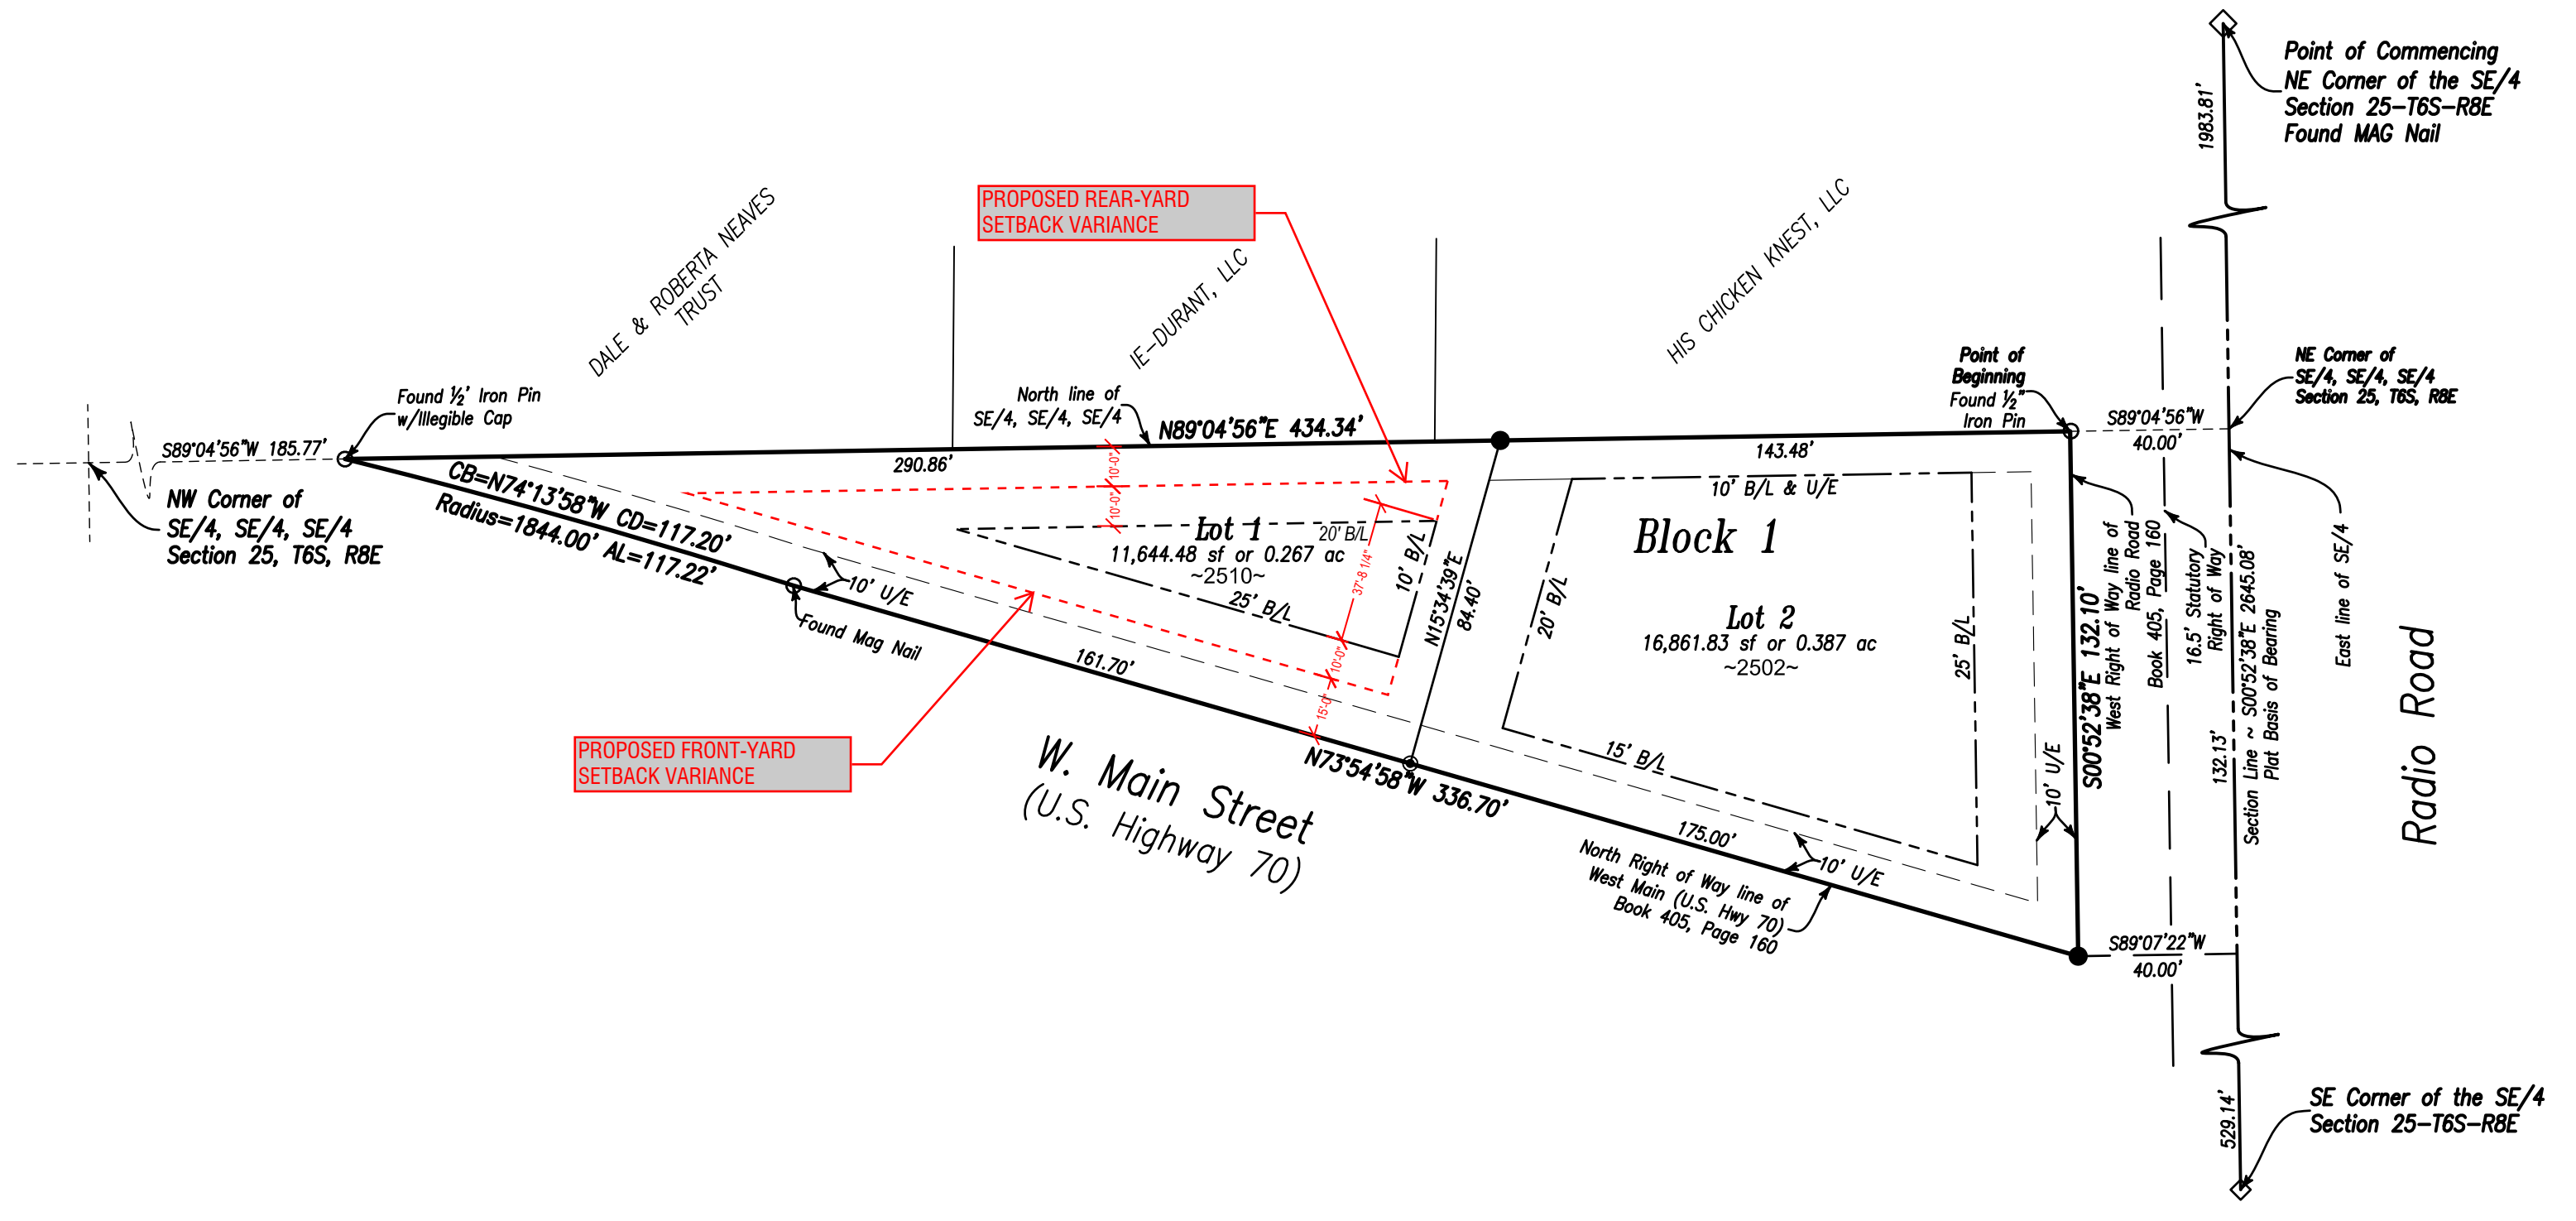 Point of Commencing
NE Corner of the SE/4
Section 25-T6S-R8E
Found MAG Nail
1983.81'
PROPOSED REAR-YARD
SETBACK VARIANCE
DALE & ROBERTA NEAVES
TRUST
IE-DURANT, LLC
HIS CHICKEN KNEST, LLC
Found ½' Iron Pin
w/Illegible Cap
North line of
SE/4, SE/4, SE/4
N89°04'56"E 434.34'
Point of
Beginning
Found ½"
Iron Pin
NE Corner of
SE/4, SE/4, SE/4
Section 25, T6S, R8E
S89°04'56"W
40.00'
S89°04'56"W 185.77'
290.86'
143.48'
NW Corner of
SE/4, SE/4, SE/4
Section 25, T6S, R8E
CB=N74°13'58"W CD=117.20'
Radius=1844.00' AL=117.22'
10'-0"
10'-0"
Lot 1
20' B/L
11,644.48 sf or 0.267 ac
~2510~
25' B/L
10' B/L
37'-8 1/4"
10'-0"
15'-0"
N15°34'39"E
84.40'
10' B/L & U/E
Block 1
20' B/L
Lot 2
16,861.83 sf or 0.387 ac
~2502~
25' B/L
15' B/L
10' U/E
Found Mag Nail
161.70'
PROPOSED FRONT-YARD
SETBACK VARIANCE
W. Main Street
(U.S. Highway 70)
N73°54'58"W 336.70'
175.00'
10' U/E
North Right of Way line of
West Main (U.S. Hwy 70)
Book 405, Page 160
10' U/E
S00°52'38"E 132.10'
West Right of Way line of
Radio Road
Book 405, Page 160
16.5' Statutory
Right of Way
132.13'
Section Line ~ S00°52'38"E 2645.08'
Plat Basis of Bearing
East line of SE/4
Radio Road
S89°07'22"W
40.00'
529.14'
SE Corner of the SE/4
Section 25-T6S-R8E